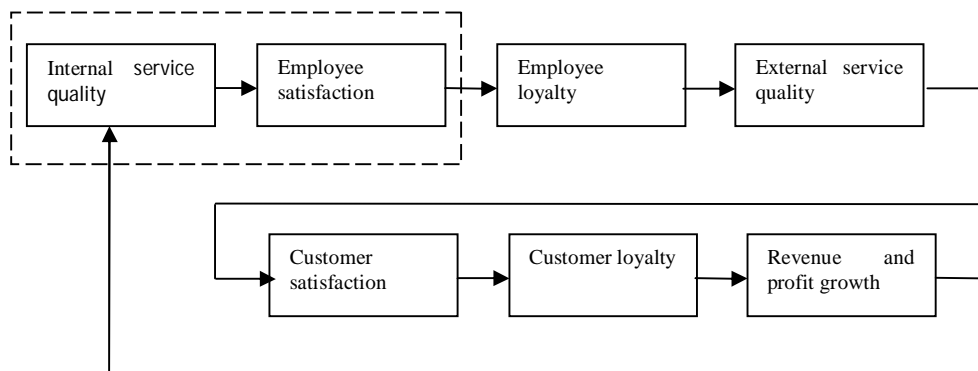 Internal service
quality
Employee
satisfaction
Employee
loyalty
External service
quality
Customer
satisfaction
Customer loyalty
Revenue and
profit growth